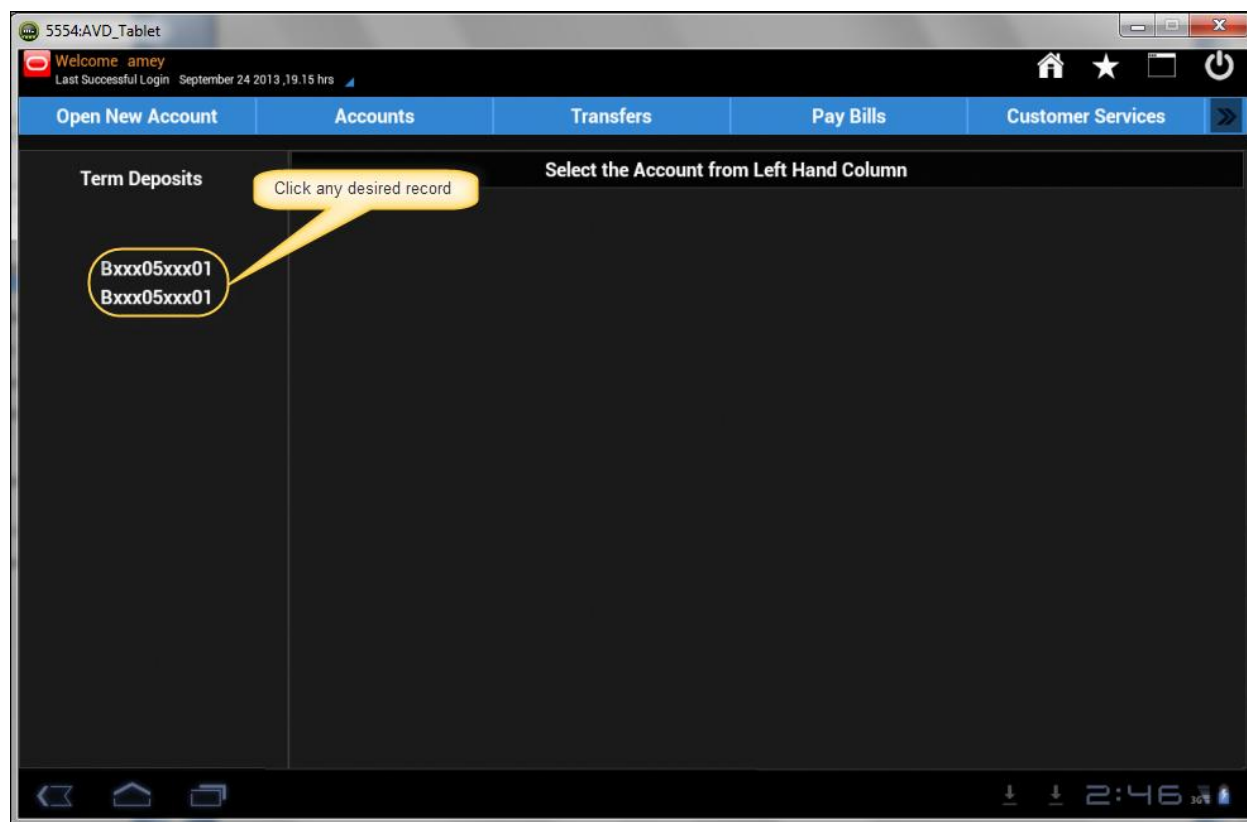 5554:AVD_Tablet
Welcome amey
Last Successful Login September 24 2013 ,19.15 hrs
Open New Account Accounts Transfers Pay Bills Customer Services
Term Deposits
Select the Account from Left Hand Column
Click any desired record
Bxxx05xxx01
Bxxx05xxx01
2:46 3G